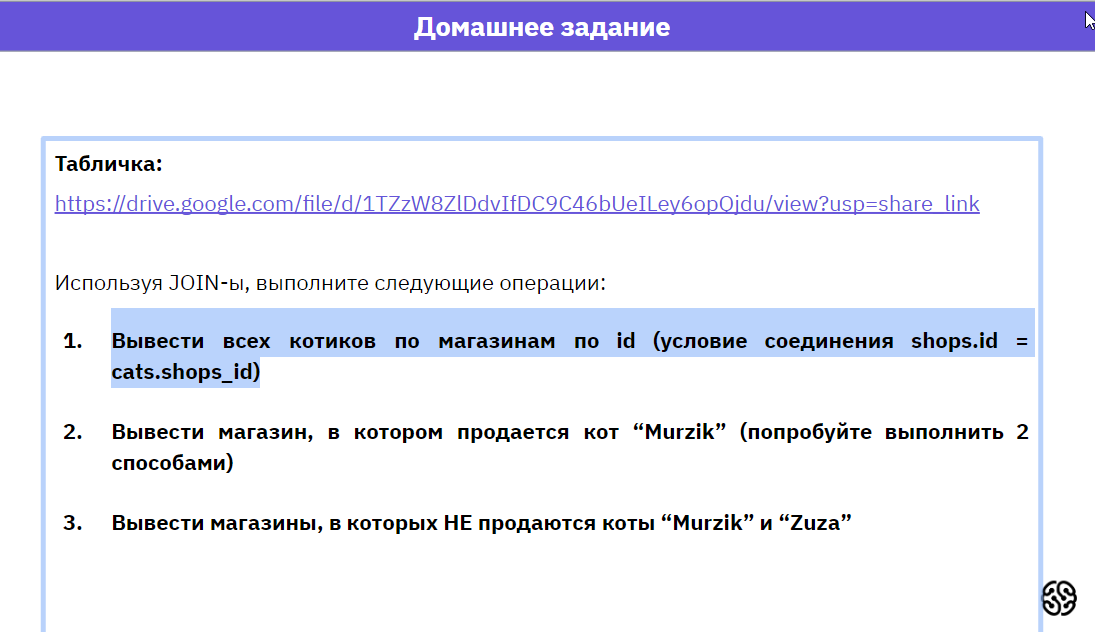 Домашнее задание
Табличка:
https://drive.google.com/file/d/1TZzW8ZlDdvIfDC9C46bUeILey6opQjdu/view?usp=share_link
Используя JOIN-ы, выполните следующие операции:
1. Вывести всех котиков по магазинам по id (условие соединения shops.id =
cats.shops_id)
2. Вывести магазин, в котором продается кот “Murzik” (попробуйте выполнить 2
способами)
3. Вывести магазины, в которых НЕ продаются коты “Murzik” и “Zuza”